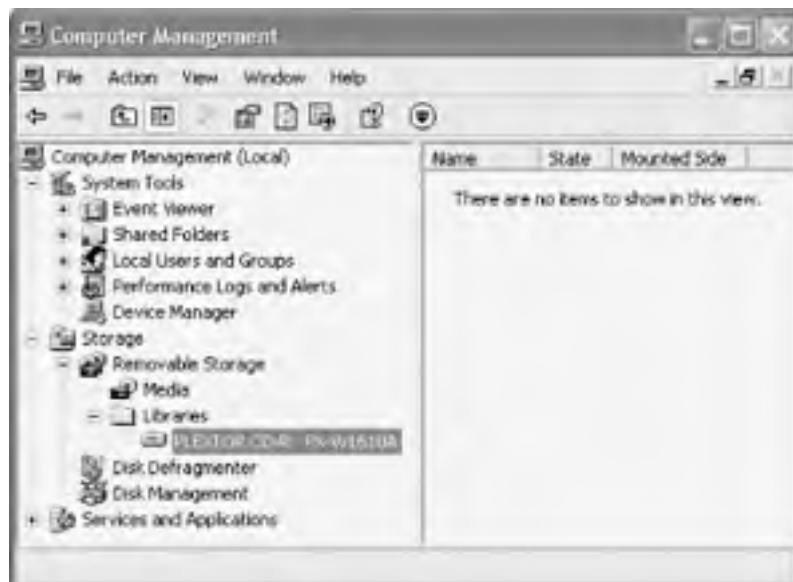 Computer Management
File Action View Window Help
Computer Management (Local)
System Tools
Event Viewer
Shared Folders
Local Users and Groups
Performance Logs and Alerts
Device Manager
Storage
Removable Storage
Media
Libraries
PLEXTOR CD-R PX-W1610A
Disk Defragmenter
Disk Management
Services and Applications
Name State Mounted Side
There are no items to show in this view.